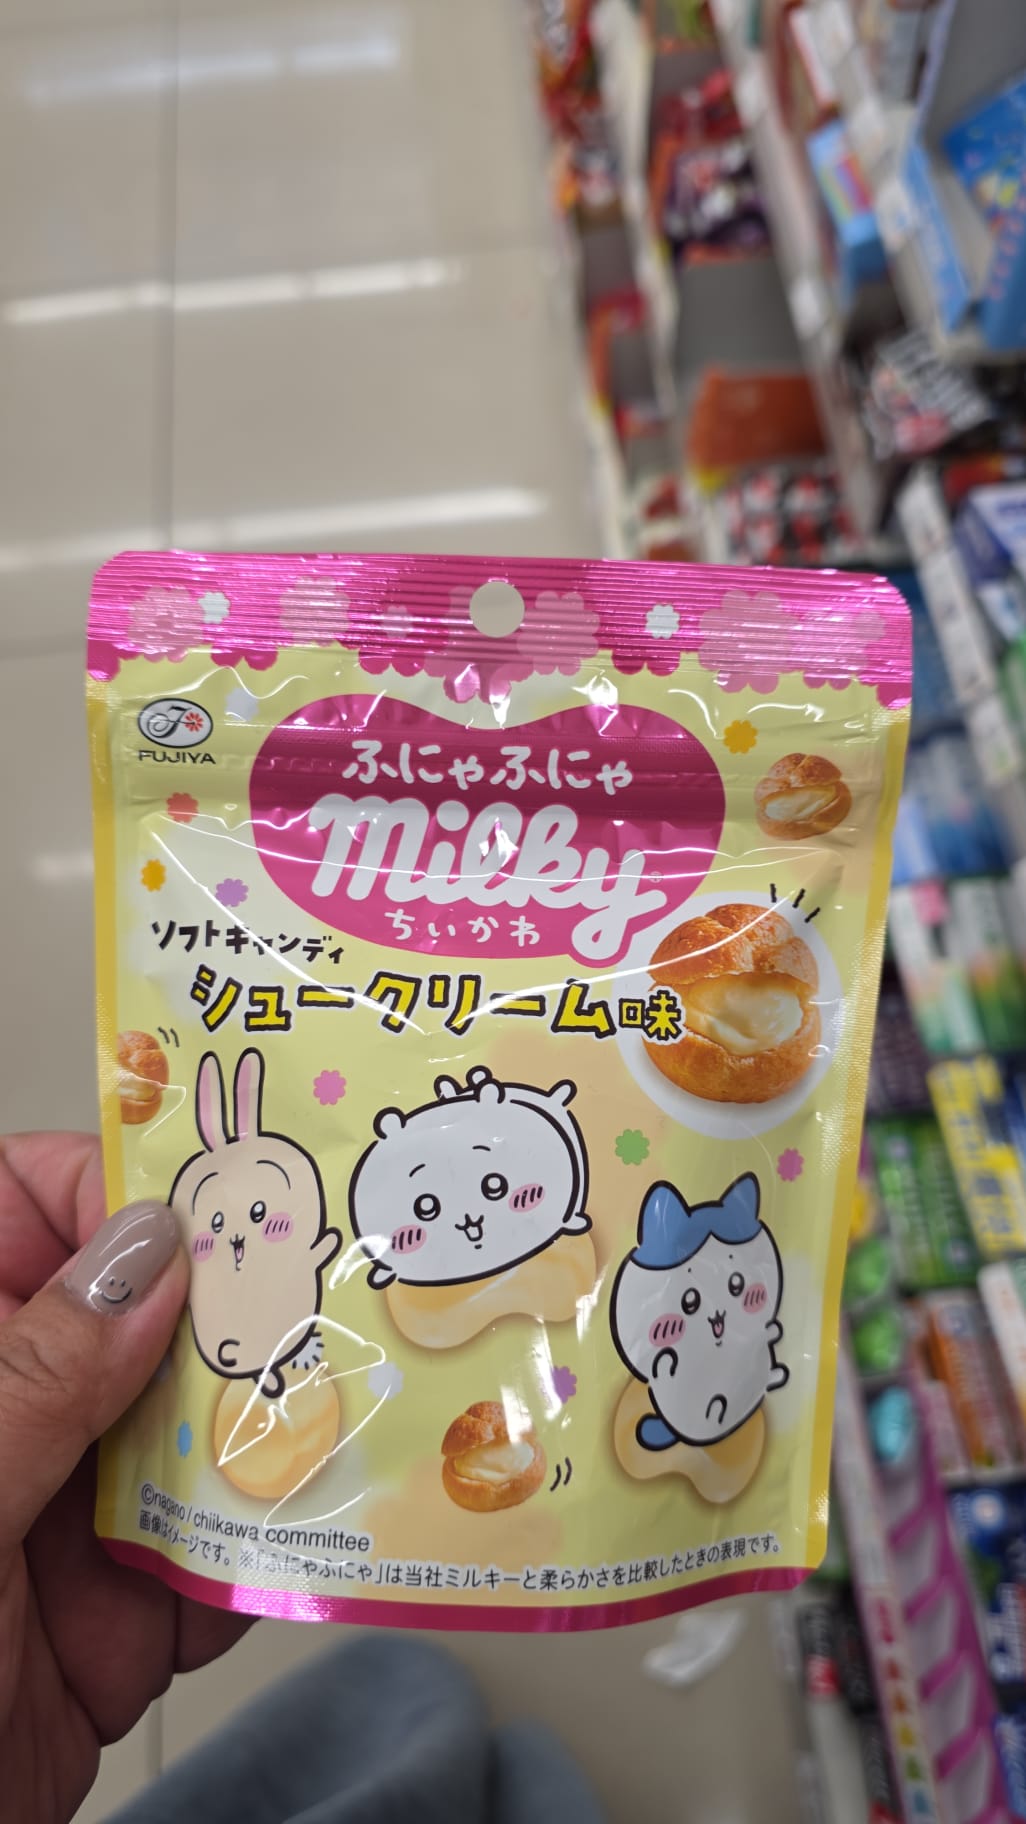 FUJIYA
ふにゃふにゃ
milky
ちいかわ
ソフトキャンディ
シュークリーム味
©nagano / chiikawa committee
画像はイメージです。※「ふにゃふにゃ」は当社ミルキーと柔らかさを比較したときの表現です。